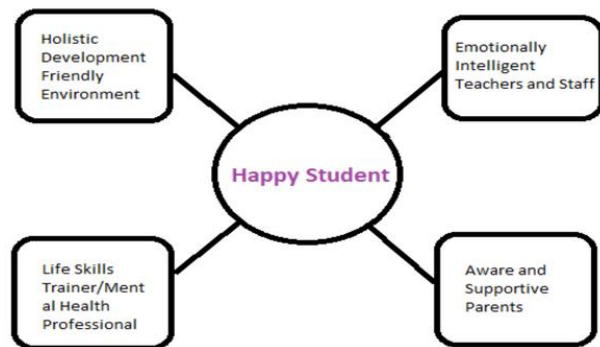 Holistic
Development
Friendly
Environment
Emotionally
Intelligent
Teachers and Staff
Happy Student
Life Skills
Trainer/Ment
al Health
Professional
Aware and
Supportive
Parents